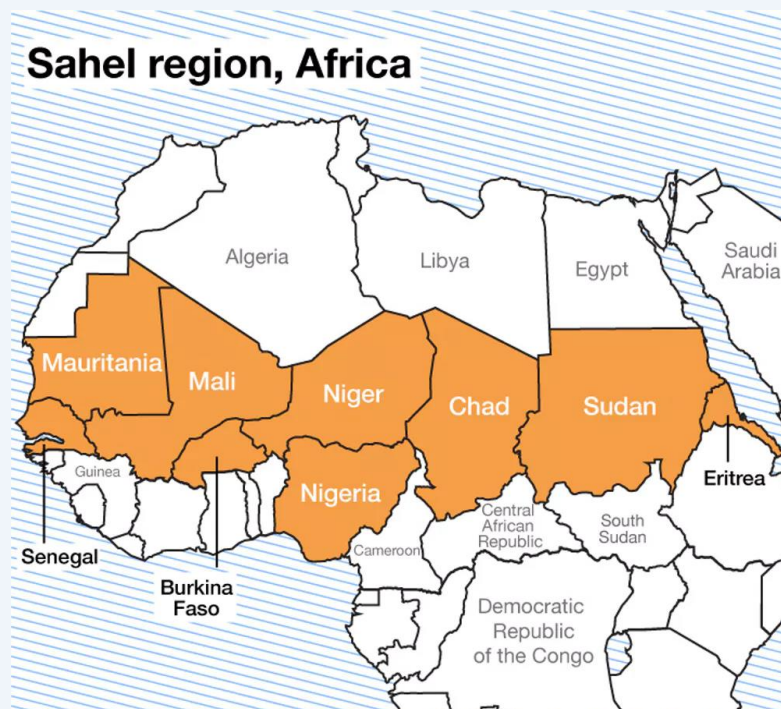 Sahel region, Africa
Algeria
Libya
Egypt
Saudi
Arabia
Mauritania
Mali
Niger
Chad
Sudan
Eritrea
Guinea
Nigeria
Central
African
Republic
South
Sudan
Senegal
Cameroon
Burkina
Faso
Democratic
Republic
of the Congo